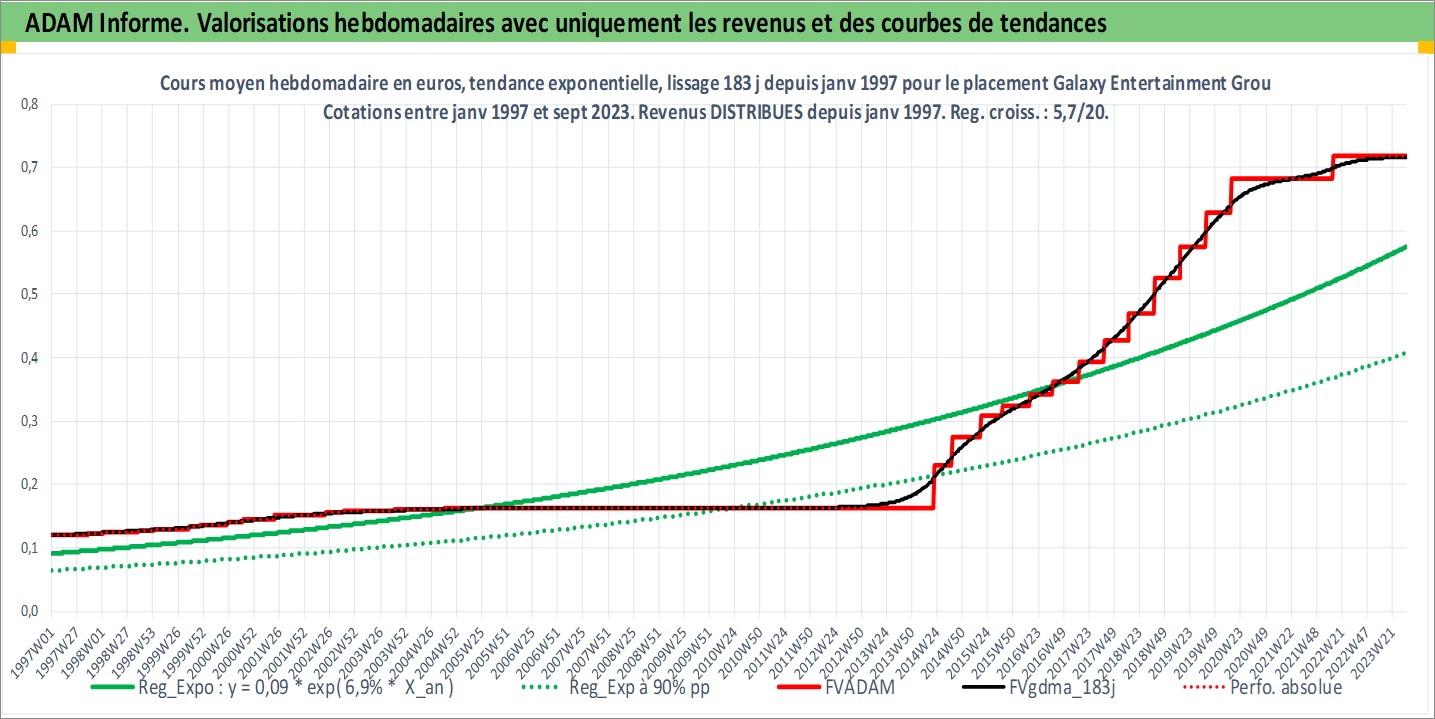 ADAM Informe. Valorisations hebdomadaires avec uniquement les revenus et des courbes de tendances
Cours moyen hebdomadaire en euros, tendance exponentielle, lissage 183 j depuis janv 1997 pour le placement Galaxy Entertainment Grou
Cotations entre janv 1997 et sept 2023. Revenus DISTRIBUES depuis janv 1997. Reg. croiss. : 5,7/20.
0,8
0,7
0,6
0,5
0,4
0,3
0,2
0,1
0,0
1997W01
1997W27
1998W01
1998W27
1998W53
1999W26
1999W52
2000W26
2000W52
2001W26
2001W52
2002W26
2002W52
2003W26
2003W52
2004W26
2004W52
2005W25
2005W51
2006W25
2006W51
2007W25
2007W51
2008W25
2008W51
2009W25
2009W51
2010W24
2010W50
2011W24
2011W50
2012W24
2012W50
2013W24
2013W50
2014W24
2014W50
2015W24
2015W50
2016W23
2016W49
2017W23
2017W49
2018W23
2018W49
2019W23
2019W49
2020W23
2020W49
2021W22
2021W48
2022W21
2022W47
2023W21
Reg_Expo : y = 0,09 * exp( 6,9% * X_an )
Reg_Exp à 90% pp
FVADAM
FVgdma_183j
Perfo. absolue